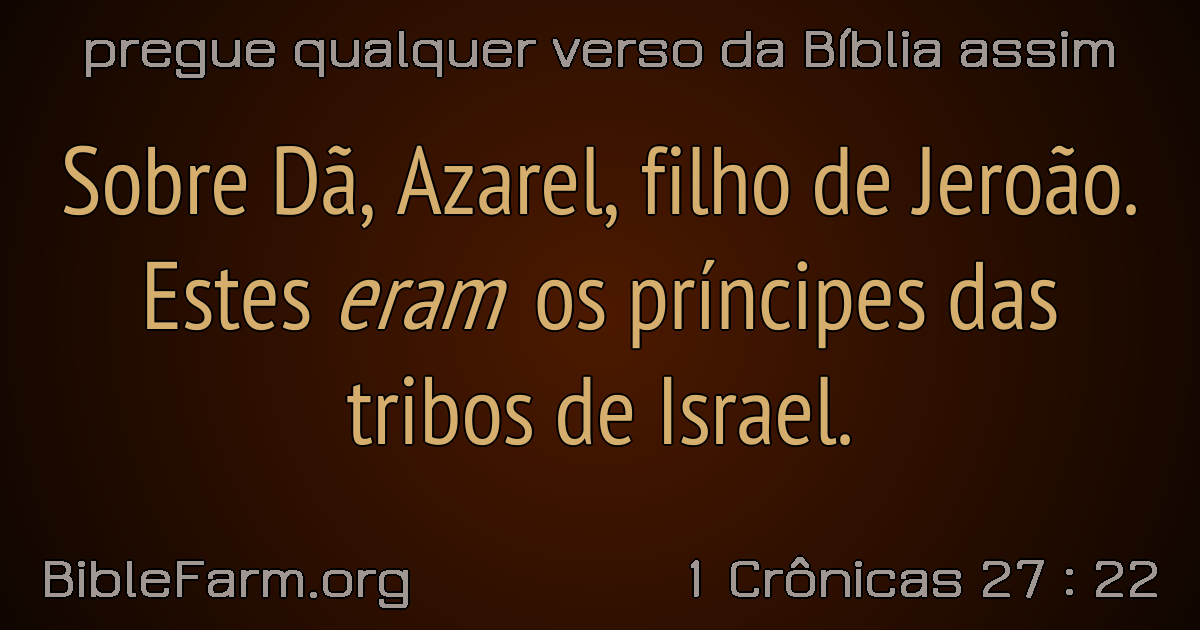 pregue qualquer verso da Bíblia assim
Sobre Dã, Azarel, filho de Jeroão.
Estes eram os príncipes das
tribos de Israel.
BibleFarm.org
1 Crônicas 27 : 22